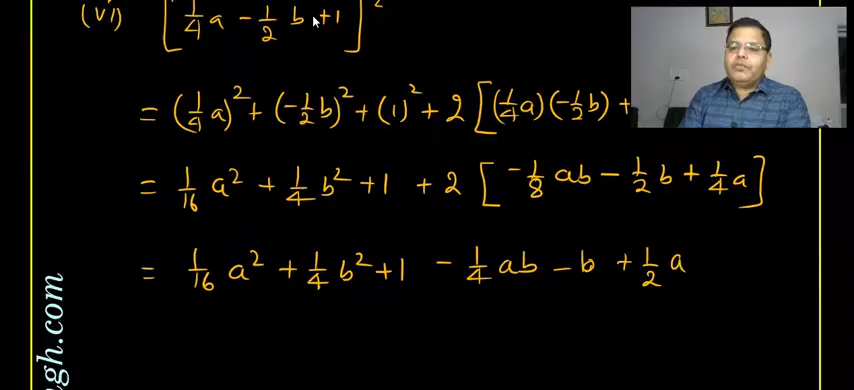 (vi) [1/4 a - 1/2 b + 1]²
= (1/4 a)² + (-1/2 b)² + (1)² + 2 [(1/4 a)(-1/2 b) +
= 1/16 a² + 1/4 b² + 1 + 2 [-1/8 ab - 1/2 b + 1/4 a]
= 1/16 a² + 1/4 b² + 1 - 1/4 ab - b + 1/2 a
gh.com